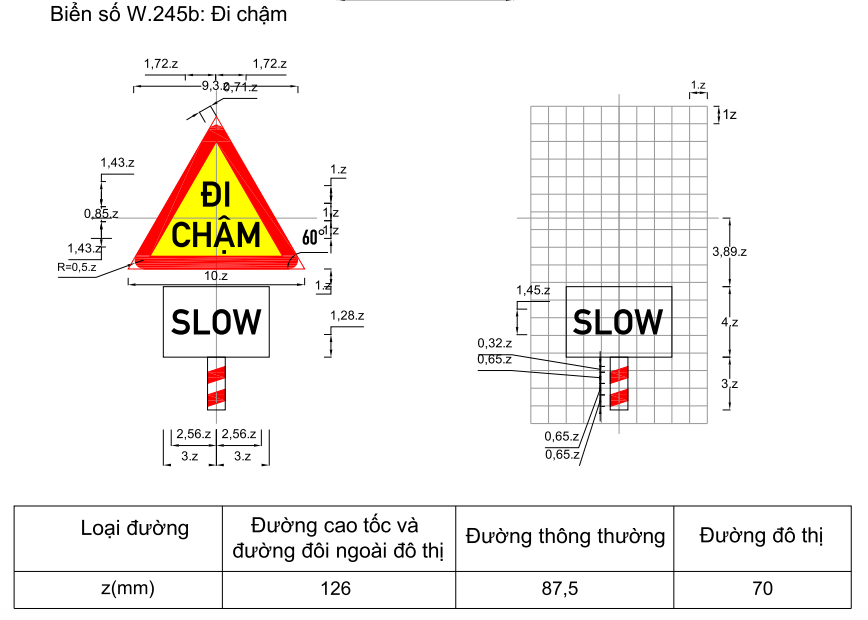 Biển số W.245b: Đi chậm
1,72.z
1,72.z
9,3.z
0,71.z
1,43.z
0,85.z
1,43.z
R=0,5.z
ĐI
CHẬM
60°
1.z
1.z
1.z
10.z
1.z
SLOW
1,28.z
2,56.z
2,56.z
3.z
3.z
1.z
1z
3,89.z
1,45.z
SLOW
4.z
0,32.z
0,65.z
3.z
0,65.z
0,65.z
Loại đường
Đường cao tốc và
đường đôi ngoài đô thị
Đường thông thường
Đường đô thị
z(mm)
126
87,5
70